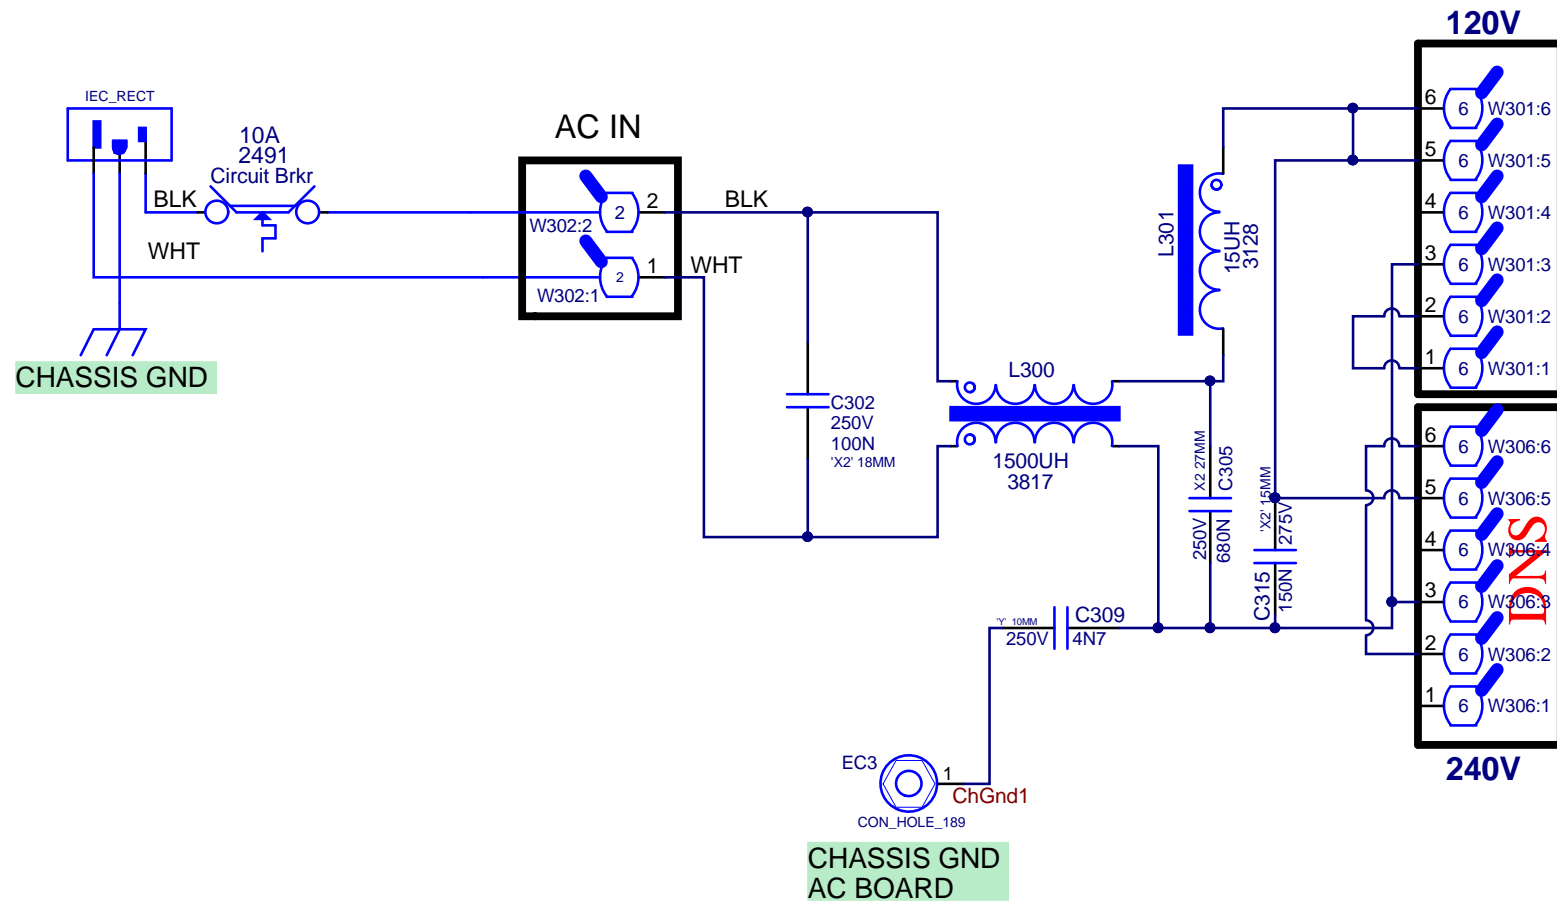 120V
IEC_RECT
10A
2491
Circuit Brkr
AC IN
BLK
WHT
CHASSIS GND
W302:2
2
2
BLK
W302:1
2
1
WHT
C302
250V
100N
'X2' 18MM
L300
1500UH
3817
L301
15UH
3128
X2 27MM
C305
250V
680N
'X2' 15MM
275V
C315
150N
'Y' 10MM
250V
C309
4N7
EC3
1
ChGnd1
CON_HOLE_189
CHASSIS GND
AC BOARD
6
6
W301:6
5
6
W301:5
4
6
W301:4
3
6
W301:3
2
6
W301:2
1
6
W301:1
6
6
W306:6
5
6
W306:5
4
6
W306:4
3
6
W306:3
2
6
W306:2
1
6
W306:1
DNS
240V